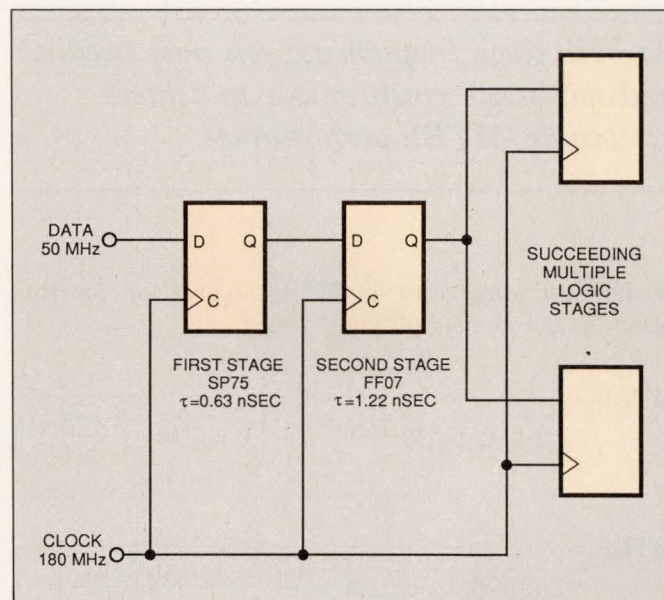 DATA
50 MHz
D Q
C
D Q
C
FIRST STAGE
SP75
τ=0.63 nSEC
SECOND STAGE
FF07
τ=1.22 nSEC
SUCCEEDING
MULTIPLE
LOGIC
STAGES
CLOCK
180 MHz